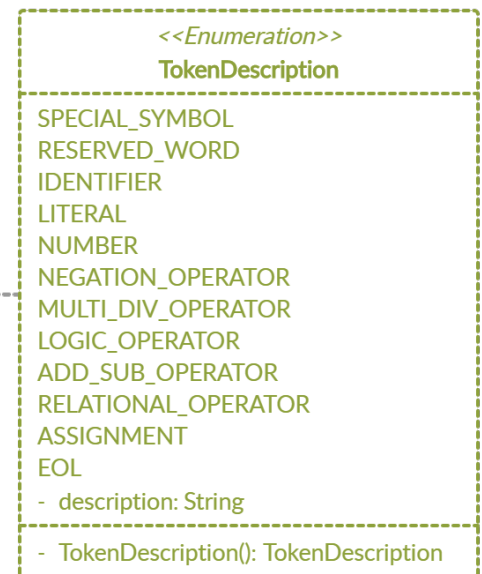 <<Enumeration>>
TokenDescription
SPECIAL_SYMBOL
RESERVED_WORD
IDENTIFIER
LITERAL
NUMBER
NEGATION_OPERATOR
MULTI_DIV_OPERATOR
LOGIC_OPERATOR
ADD_SUB_OPERATOR
RELATIONAL_OPERATOR
ASSIGNMENT
EOL
- description: String
- TokenDescription(): TokenDescription